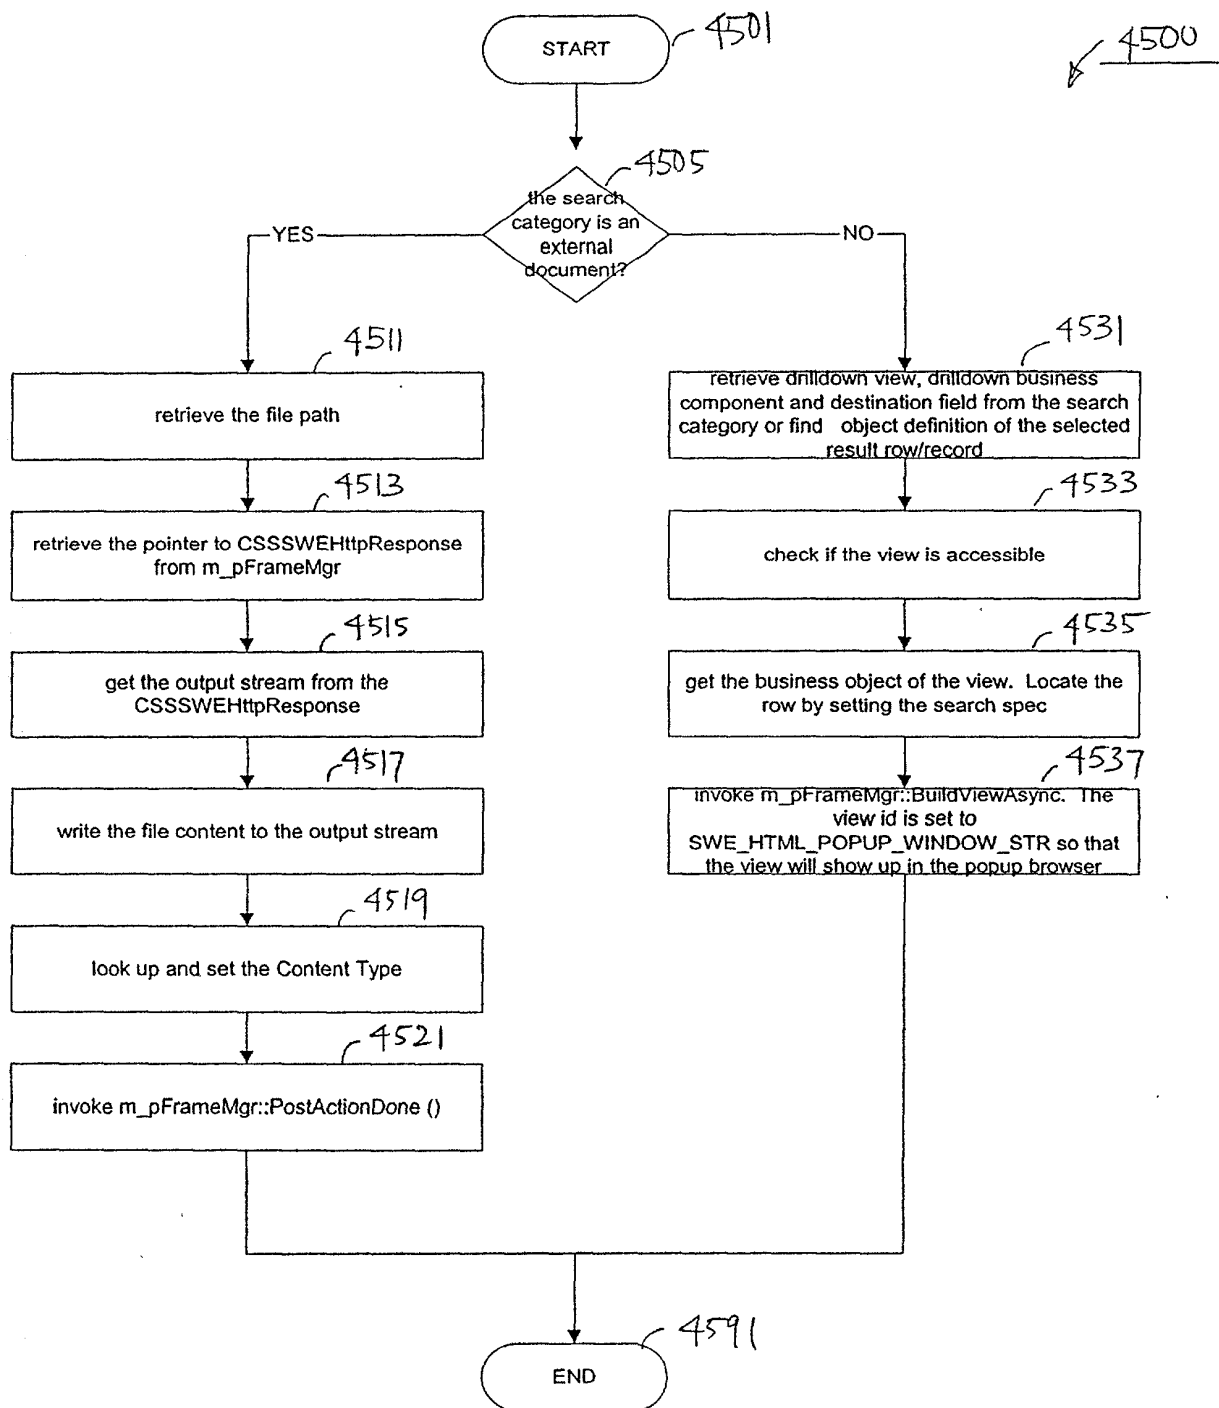 START
4501
4500
4505
the search
category is an
external
document?
YES
NO
4511
retrieve the file path
4513
retrieve the pointer to CSSSWEHttpResponse
from m_pFrameMgr
4515
get the output stream from the
CSSSWEHttpResponse
4517
write the file content to the output stream
4519
look up and set the Content Type
4521
invoke m_pFrameMgr::PostActionDone ()
4531
retrieve drilldown view, drilldown business
component and destination field from the search
category or find object definition of the selected
result row/record
4533
check if the view is accessible
4535
get the business object of the view. Locate the
row by setting the search spec
4537
invoke m_pFrameMgr::BuildViewAsync. The
view id is set to
SWE_HTML_POPUP_WINDOW_STR so that
the view will show up in the popup browser
4591
END